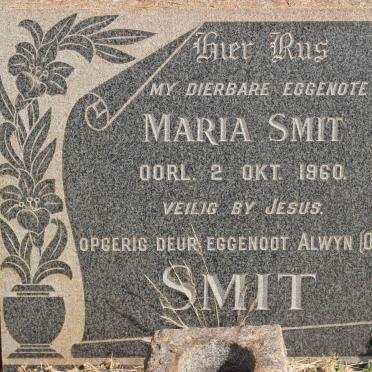 Hier Rus
MY DIERBARE EGGENOTE
MARIA SMIT
OORL. 2 OKT. 1960.
VEILIG BY JESUS.
OPGERIG DEUR EGGENOOT ALWYN
SMIT